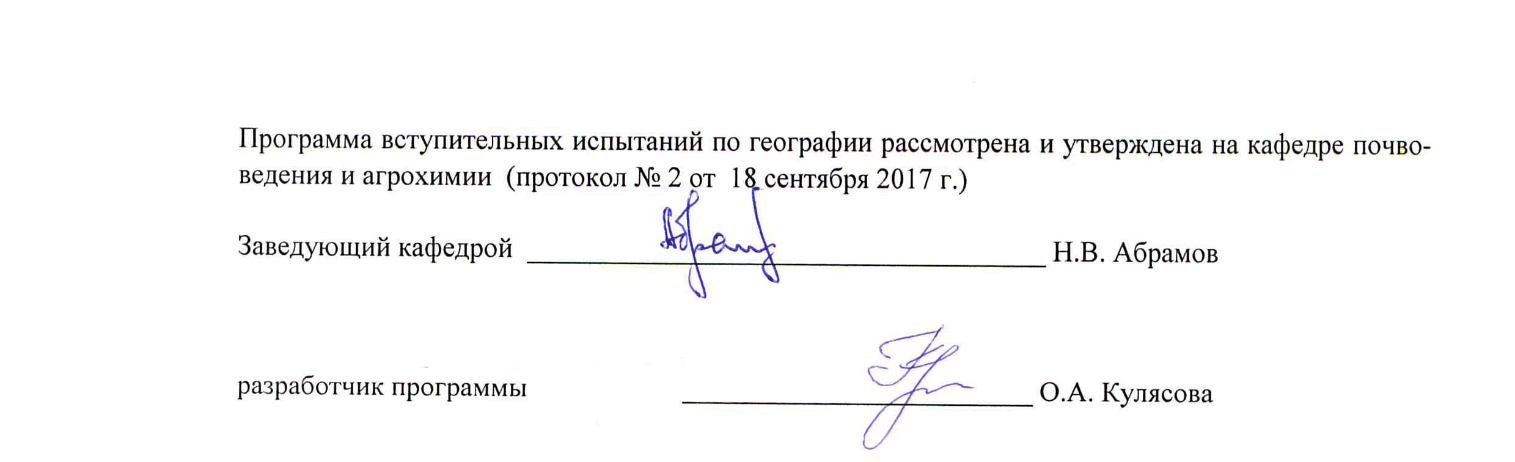 Программа вступительных испытаний по географии рассмотрена и утверждена на кафедре почво-
ведения и агрохимии (протокол № 2 от 18 сентября 2017 г.)
Заведующий кафедрой Н.В. Абрамов
разработчик программы О.А. Кулясова